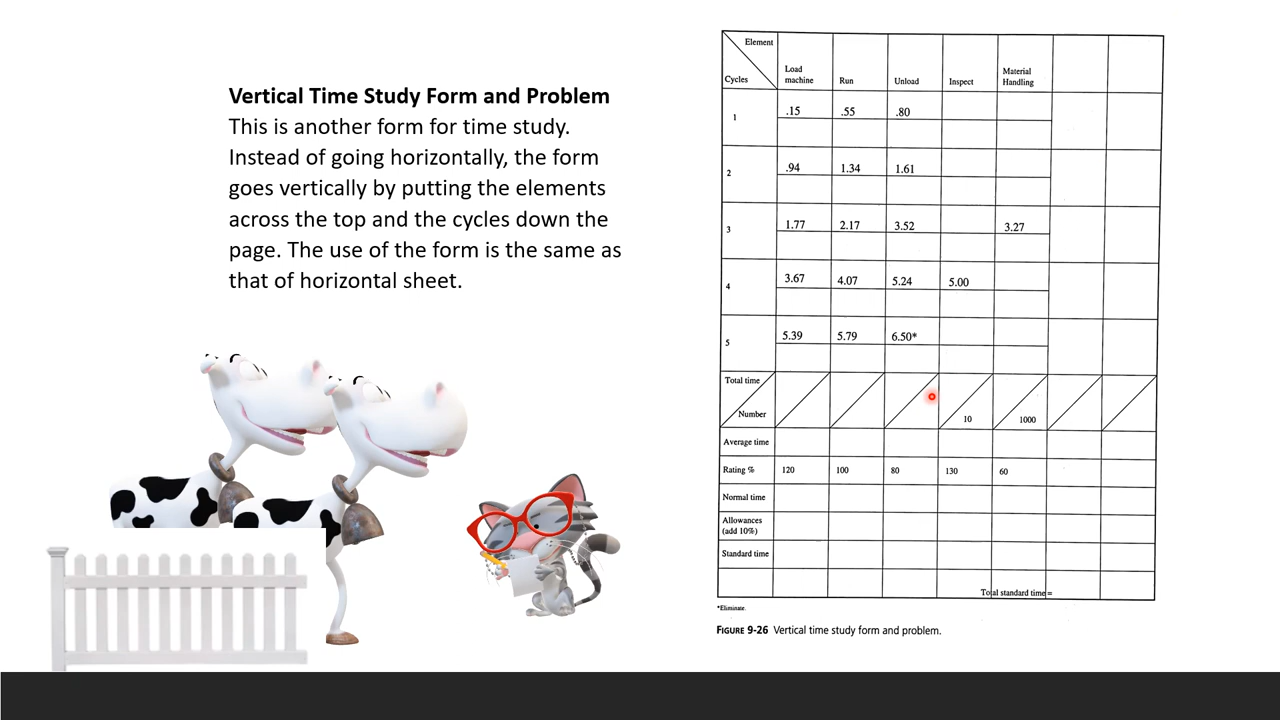 Vertical Time Study Form and Problem
This is another form for time study.
Instead of going horizontally, the form
goes vertically by putting the elements
across the top and the cycles down the
page. The use of the form is the same as
that of horizontal sheet.
Element
Cycles
Load machine
Run
Unload
Inspect
Material Handling
1 .15 .55 .80
2 .94 1.34 1.61
3 1.77 2.17 3.52 3.27
4 3.67 4.07 5.24 5.00
5 5.39 5.79 6.50*
Total time
Number 10 1000
Average time
Rating % 120 100 80 130 60
Normal time
Allowances
(add 10%)
Standard time
Total standard time =
*Eliminate.
FIGURE 9-26 Vertical time study form and problem.